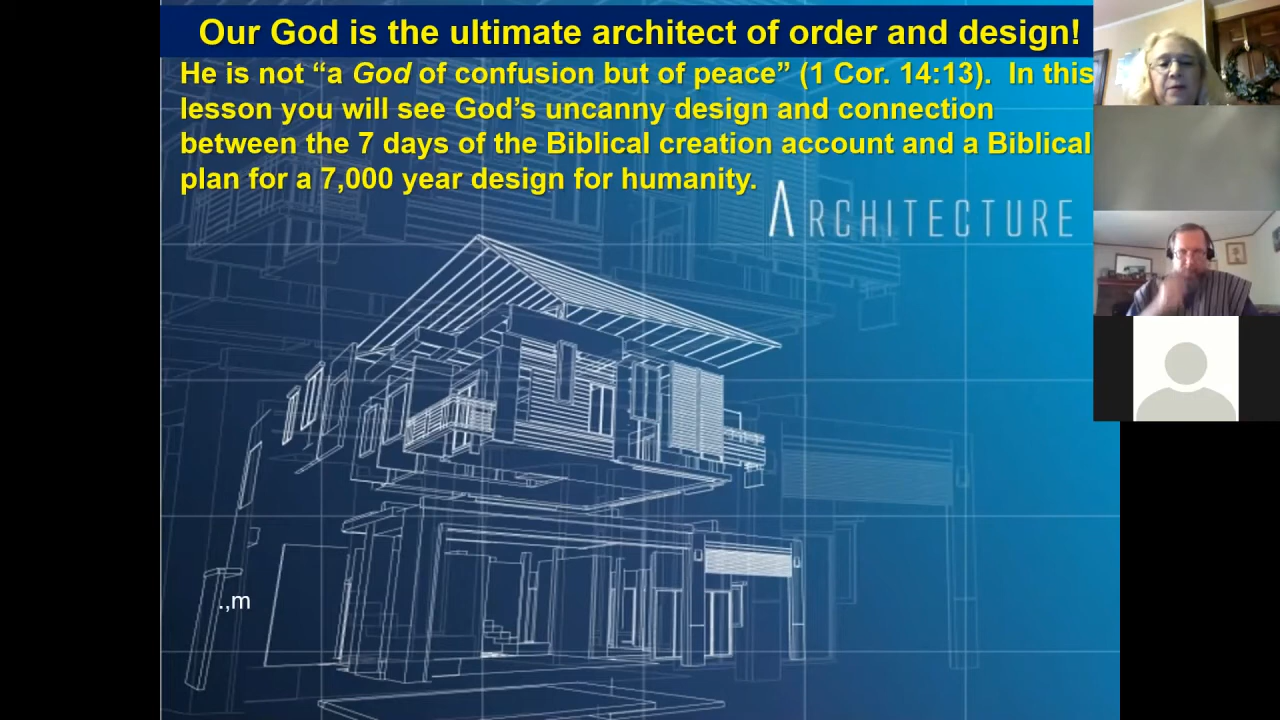 Our God is the ultimate architect of order and design!
He is not “a God of confusion but of peace” (1 Cor. 14:13).  In this
lesson you will see God’s uncanny design and connection
between the 7 days of the Biblical creation account and a Biblical
plan for a 7,000 year design for humanity.
ARCHITECTURE
.,m